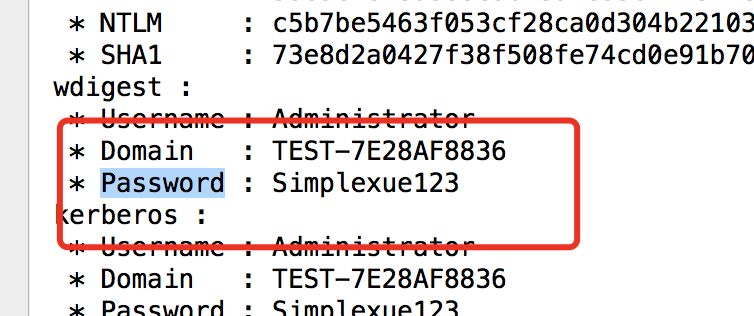 * NTLM : c5b7be5463f053cf28ca0d304b22103
* SHA1 : 73e8d2a0427f38f508fe74cd0e91b70
wdigest :
* Username : Administrator
* Domain : TEST-7E28AF8836
* Password : Simplexue123
kerberos :
* Username : Administrator
* Domain : TEST-7E28AF8836
* Password : Simplexue123